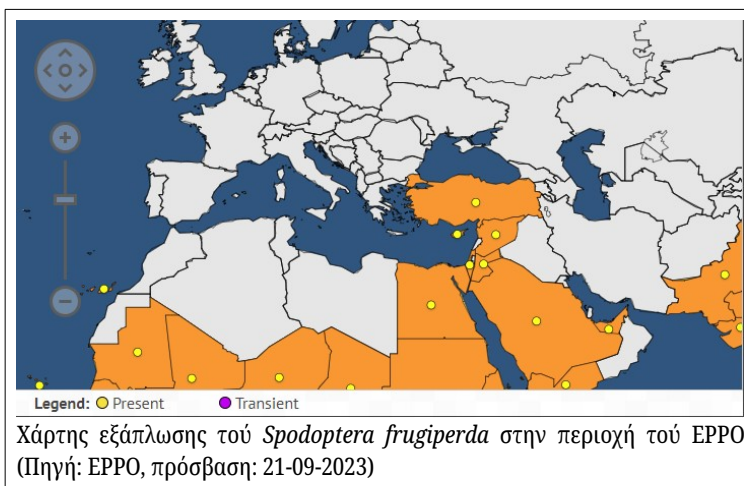 Legend: Present Transient
Χάρτης εξάπλωσης τού Spodoptera frugiperda στην περιοχή τού EPPO
(Πηγή: EPPO, πρόσβαση: 21-09-2023)